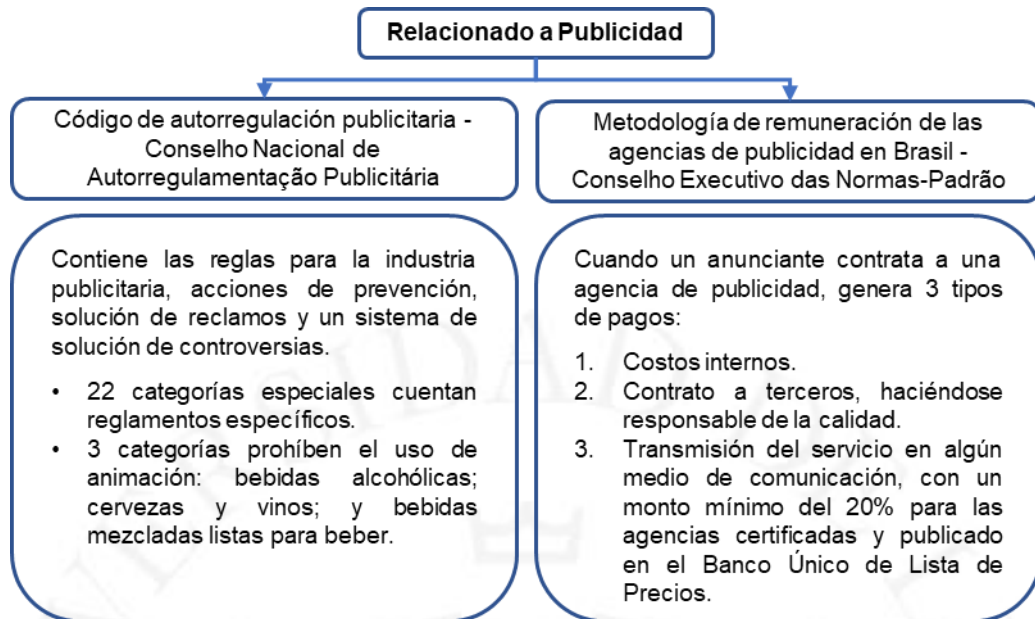 Relacionado a Publicidad
Código de autorregulación publicitaria -
Conselho Nacional de
Autorregulamentação Publicitária
Metodología de remuneración de las
agencias de publicidad en Brasil -
Conselho Executivo das Normas-Padrão
Contiene las reglas para la industria
publicitaria, acciones de prevención,
solución de reclamos y un sistema de
solución de controversias.
• 22 categorías especiales cuentan
reglamentos específicos.
• 3 categorías prohíben el uso de
animación: bebidas alcohólicas;
cervezas y vinos; y bebidas
mezcladas listas para beber.
Cuando un anunciante contrata a una
agencia de publicidad, genera 3 tipos
de pagos:
1. Costos internos.
2. Contrato a terceros, haciéndose
responsable de la calidad.
3. Transmisión del servicio en algún
medio de comunicación, con un
monto mínimo del 20% para las
agencias certificadas y publicado
en el Banco Único de Lista de
Precios.